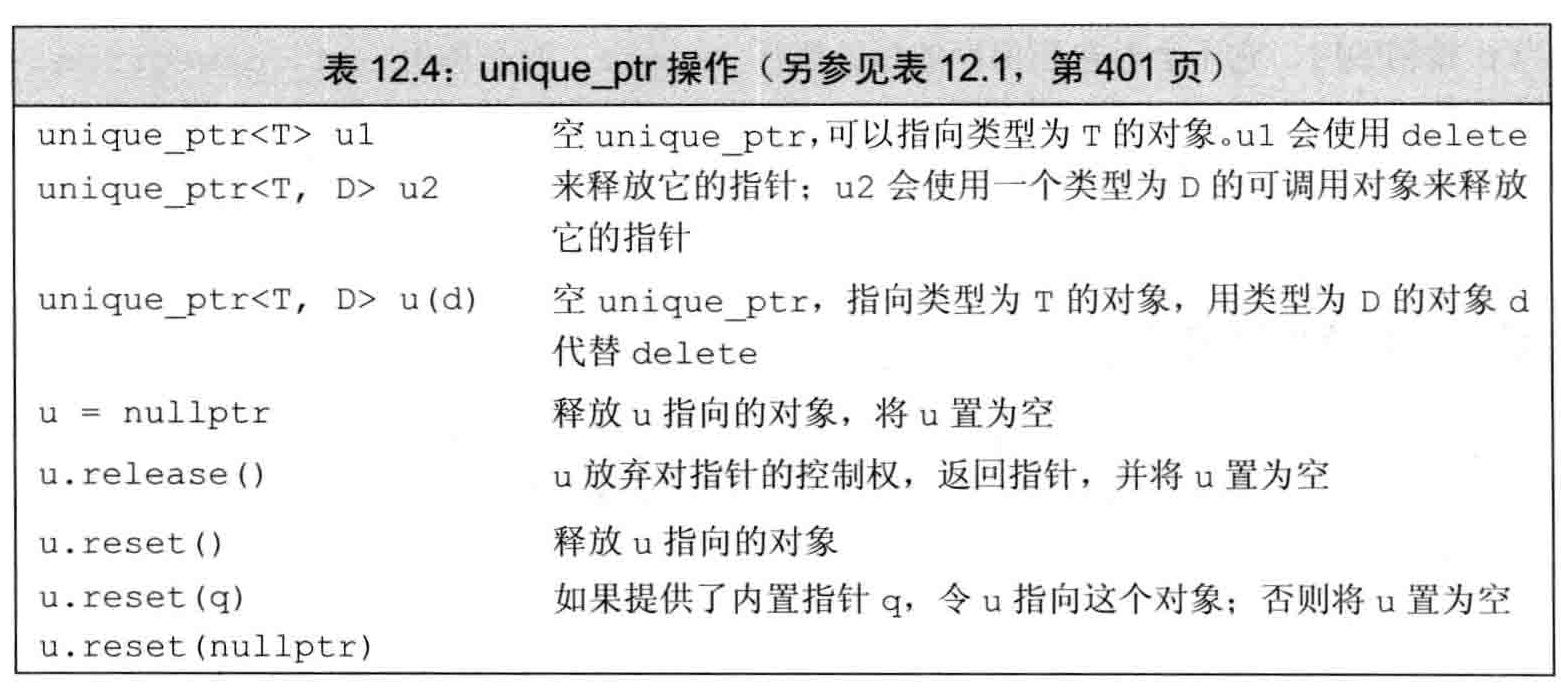 表 12.4：unique_ptr 操作（另参见表 12.1，第 401 页）
unique_ptr<T> u1 空 unique_ptr，可以指向类型为 T 的对象。u1 会使用 delete
unique_ptr<T, D> u2 来释放它的指针；u2 会使用一个类型为 D 的可调用对象来释放
它的指针
unique_ptr<T, D> u(d) 空 unique_ptr，指向类型为 T 的对象，用类型为 D 的对象 d
代替 delete
u = nullptr 释放 u 指向的对象，将 u 置为空
u.release() u 放弃对指针的控制权，返回指针，并将 u 置为空
u.reset() 释放 u 指向的对象
u.reset(q) 如果提供了内置指针 q，令 u 指向这个对象；否则将 u 置为空
u.reset(nullptr)